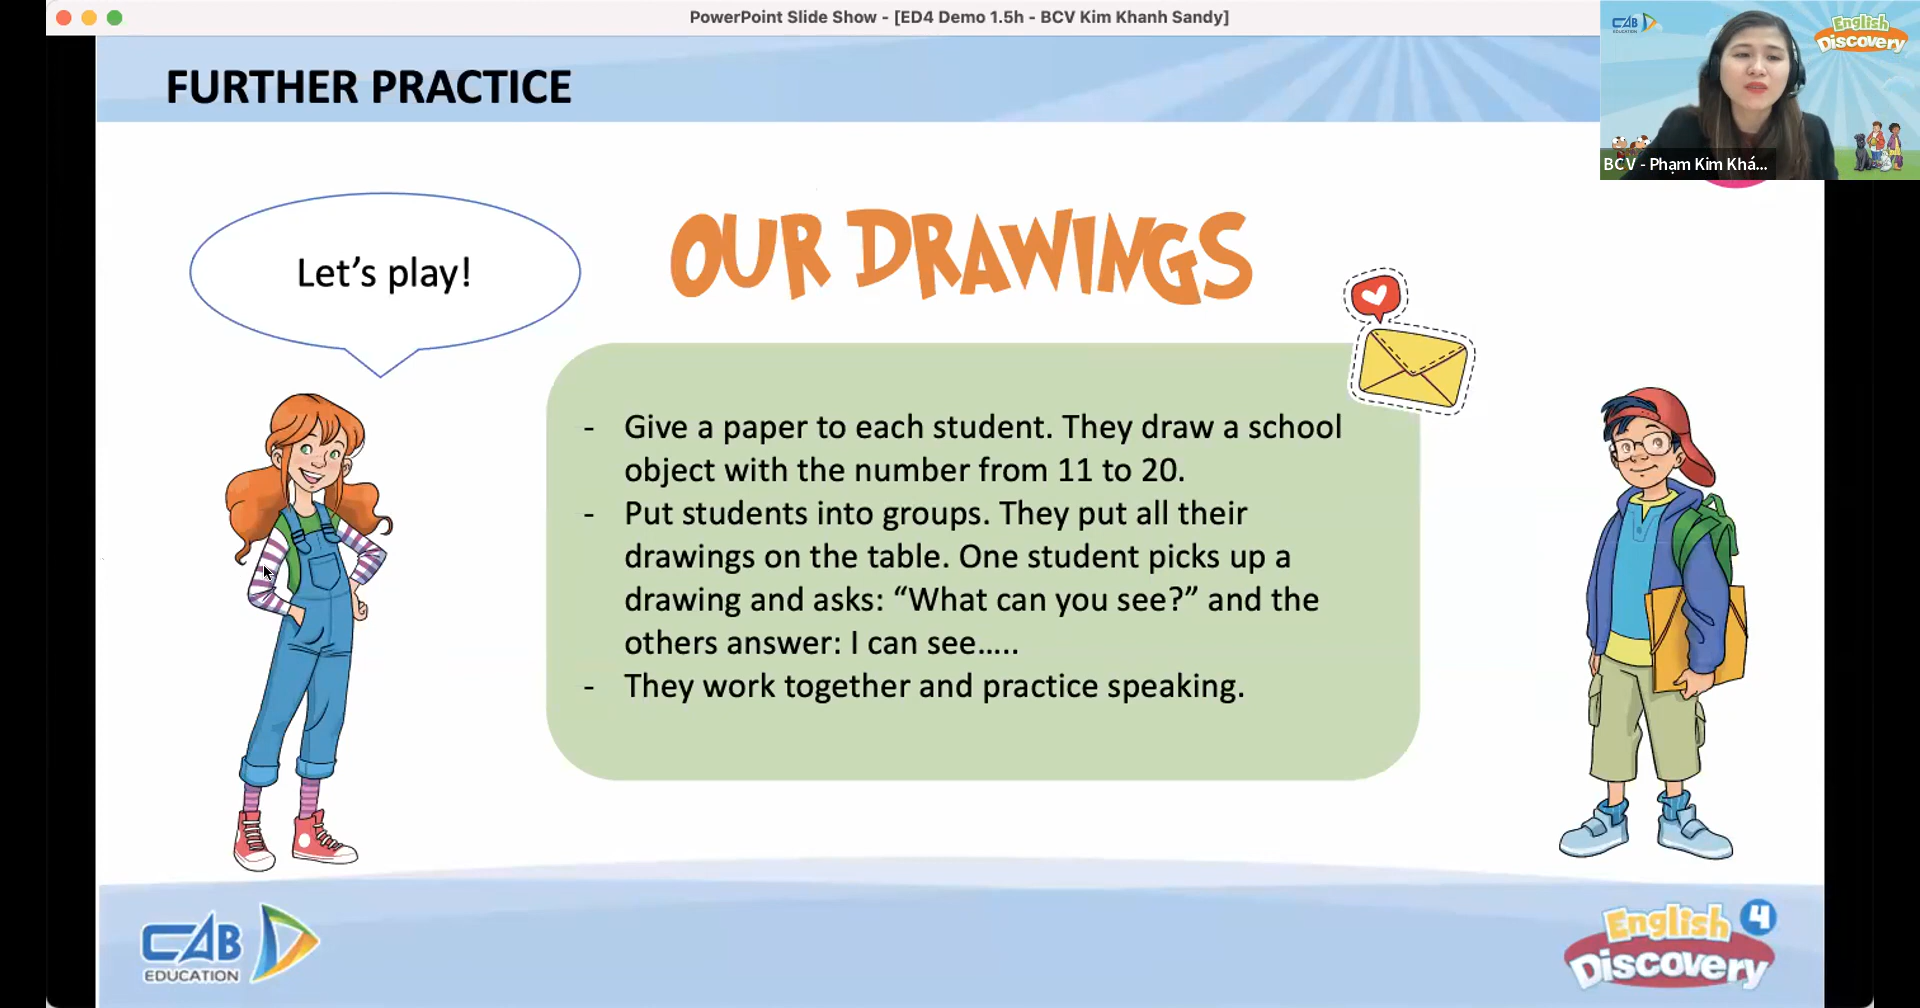 PowerPoint Slide Show - [ED4 Demo 1.5h - BCV Kim Khanh Sandy]
FURTHER PRACTICE
CAB
EDUCATION
English
Discovery
BCV - Phạm Kim Khá...
Let's play!
OUR DRAWINGS
- Give a paper to each student. They draw a school
object with the number from 11 to 20.
- Put students into groups. They put all their
drawings on the table. One student picks up a
drawing and asks: “What can you see?” and the
others answer: I can see…..
- They work together and practice speaking.
CAB
EDUCATION
English 4
Discovery